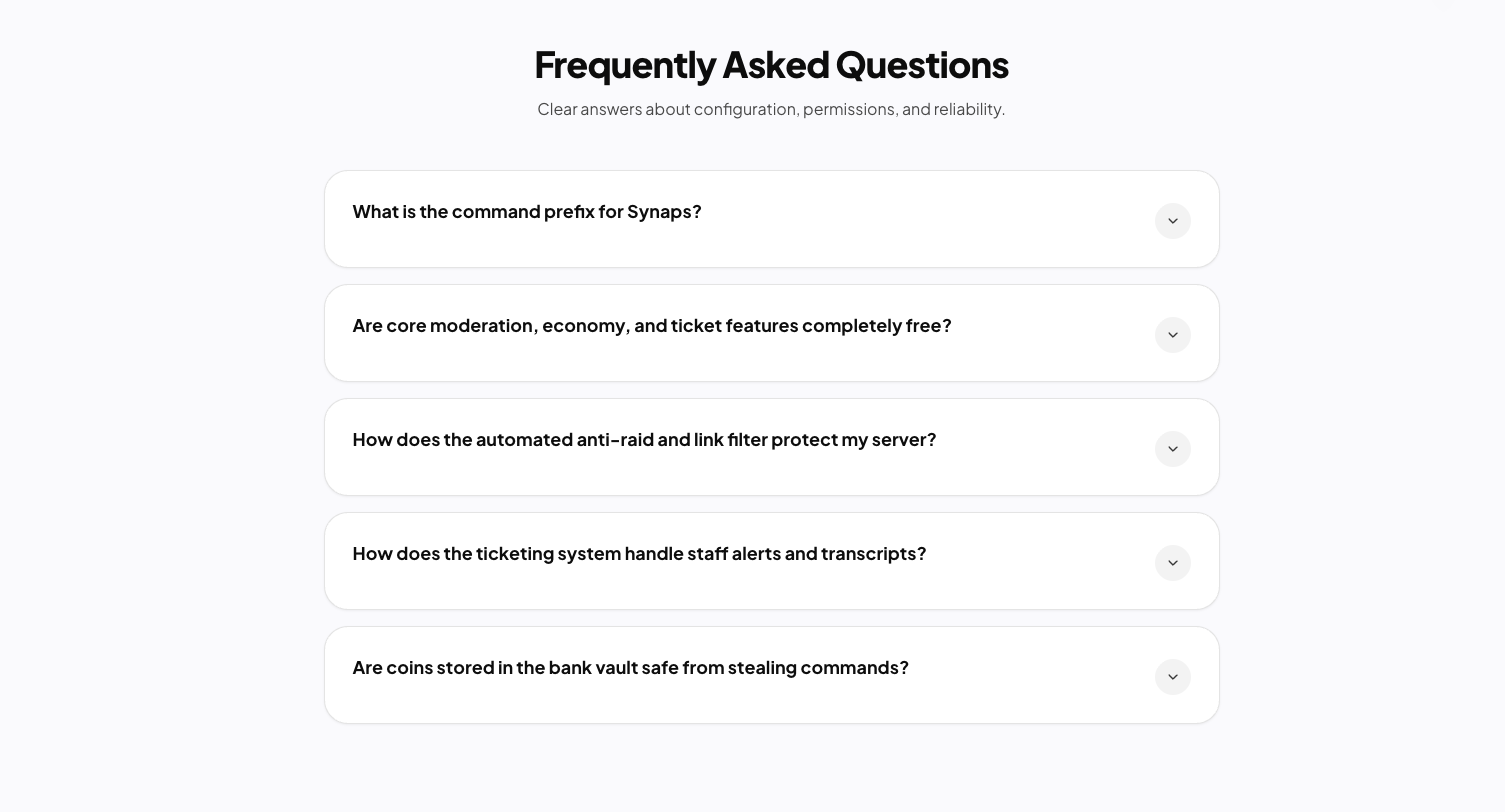 Frequently Asked Questions
Clear answers about configuration, permissions, and reliability.
What is the command prefix for Synaps?
Are core moderation, economy, and ticket features completely free?
How does the automated anti-raid and link filter protect my server?
How does the ticketing system handle staff alerts and transcripts?
Are coins stored in the bank vault safe from stealing commands?